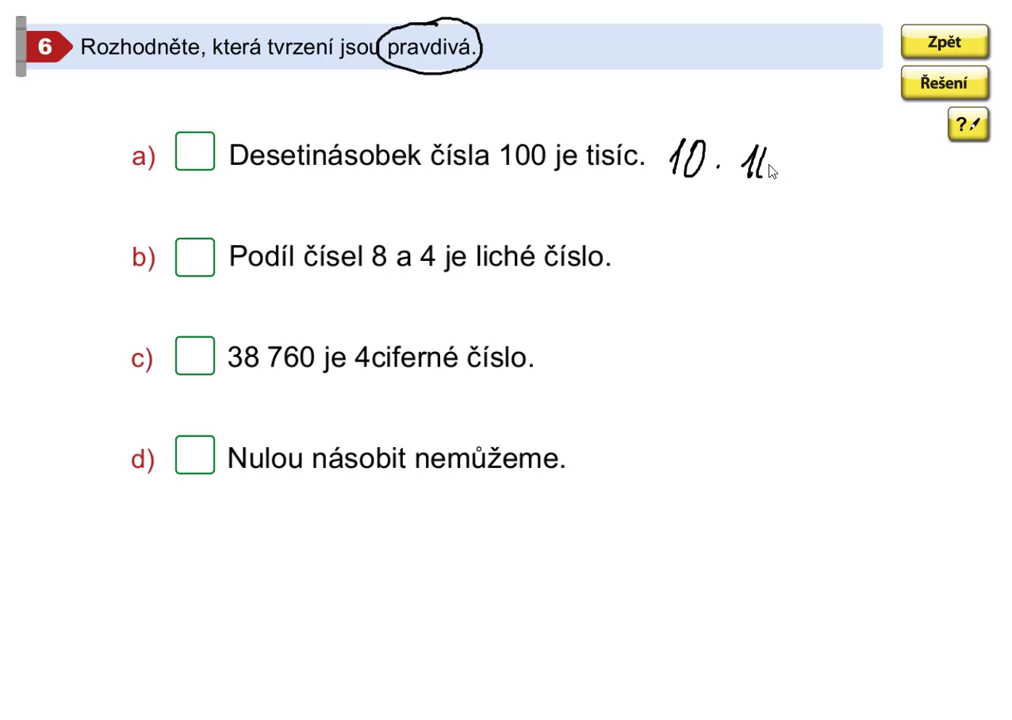 6 Rozhodněte, která tvrzení jsou pravdivá.
Zpět
Řešení
?
a) Desetinásobek čísla 100 je tisíc. 10 ·
b) Podíl čísel 8 a 4 je liché číslo.
c) 38 760 je 4ciferné číslo.
d) Nulou násobit nemůžeme.